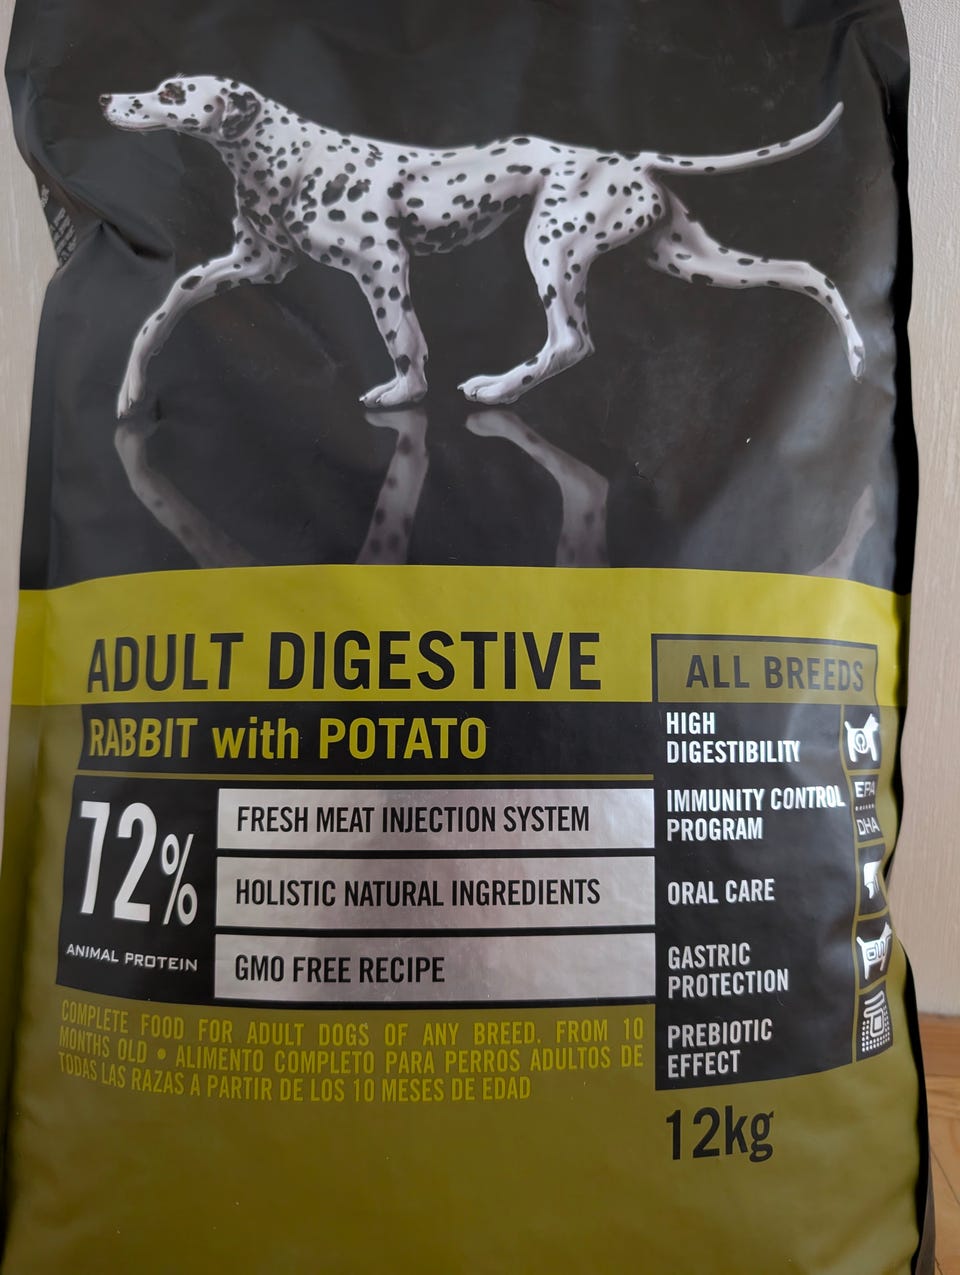 ADULT DIGESTIVE
RABBIT with POTATO
72%
ANIMAL PROTEIN
FRESH MEAT INJECTION SYSTEM
HOLISTIC NATURAL INGREDIENTS
GMO FREE RECIPE
COMPLETE FOOD FOR ADULT DOGS OF ANY BREED. FROM 10
MONTHS OLD • ALIMENTO COMPLETO PARA PERROS ADULTOS DE
TODAS LAS RAZAS A PARTIR DE LOS 10 MESES DE EDAD
ALL BREEDS
HIGH
DIGESTIBILITY
IMMUNITY CONTROL
PROGRAM
EPA
DHA
ORAL CARE
GASTRIC
PROTECTION
PREBIOTIC
EFFECT
12kg